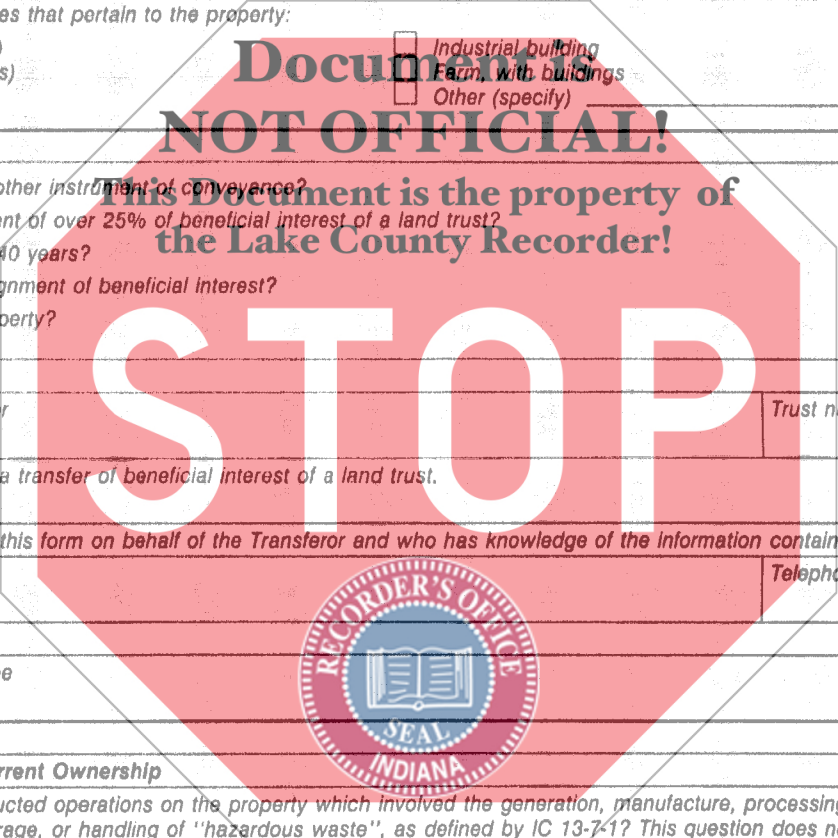 es that pertain to the property:
Industrial building
s)
Farm, with buildings
Other (specify)
Document is
NOT OFFICIAL!
other instrument of conveyance?
This Document is the property of
ent of over 25% of beneficial interest of a land trust?
the Lake County Recorder!
40 years?
gnment of beneficial interest?
perty?
STOP
r
Trust n
a transfer of beneficial interest of a land trust.
this form on behalf of the Transferor and who has knowledge of the information contain
Telepho
RECORDER'S OFFICE
SEAL
INDIANA
e
rrent Ownership
ucted operations on the property which involved the generation, manufacture, processing
rage, or handling of "hazardous waste", as defined by IC 13-7-1? This question does n